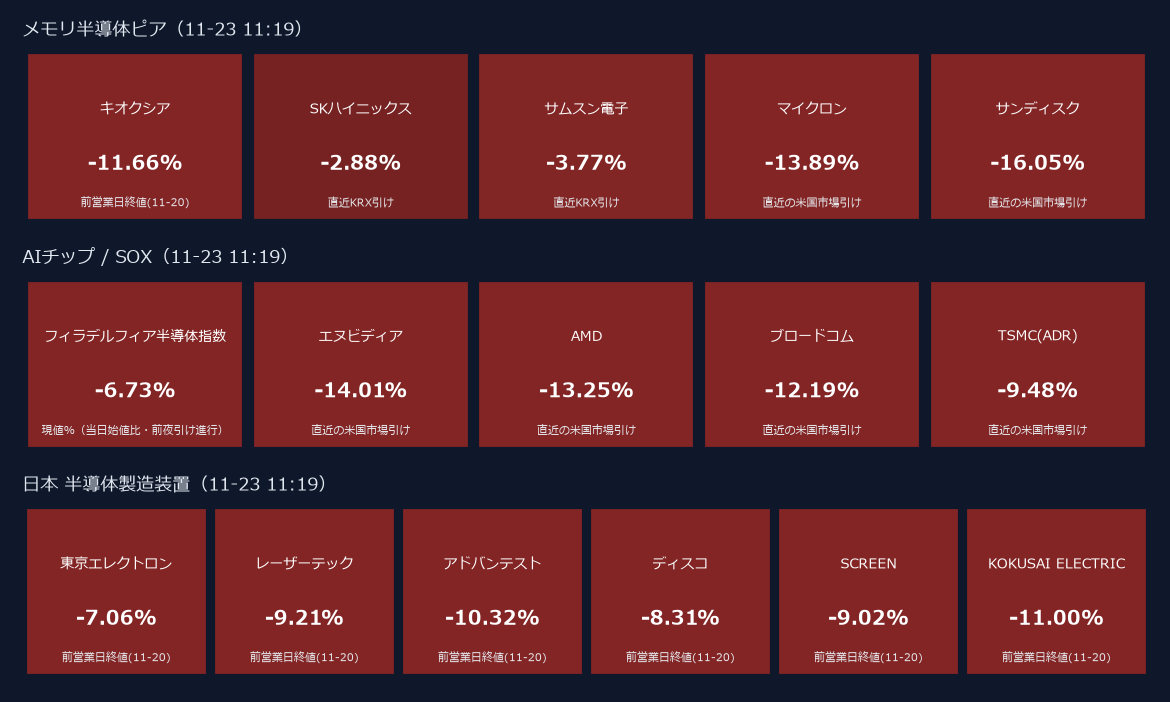 メモリ半導体ピア（11-23 11:19）
キオクシア
-11.66%
前営業日終値(11-20)
SKハイニックス
-2.88%
直近KRX引け
サムスン電子
-3.77%
直近KRX引け
マイクロン
-13.89%
直近の米国市場引け
サンディスク
-16.05%
直近の米国市場引け
AIチップ / SOX（11-23 11:19）
フィラデルフィア半導体指数
-6.73%
現値%（当日始値比・前夜引け進行）
エヌビディア
-14.01%
直近の米国市場引け
AMD
-13.25%
直近の米国市場引け
ブロードコム
-12.19%
直近の米国市場引け
TSMC(ADR)
-9.48%
直近の米国市場引け
日本 半導体製造装置（11-23 11:19）
東京エレクトロン
-7.06%
前営業日終値(11-20)
レーザーテック
-9.21%
前営業日終値(11-20)
アドバンテスト
-10.32%
前営業日終値(11-20)
ディスコ
-8.31%
前営業日終値(11-20)
SCREEN
-9.02%
前営業日終値(11-20)
KOKUSAI ELECTRIC
-11.00%
前営業日終値(11-20)